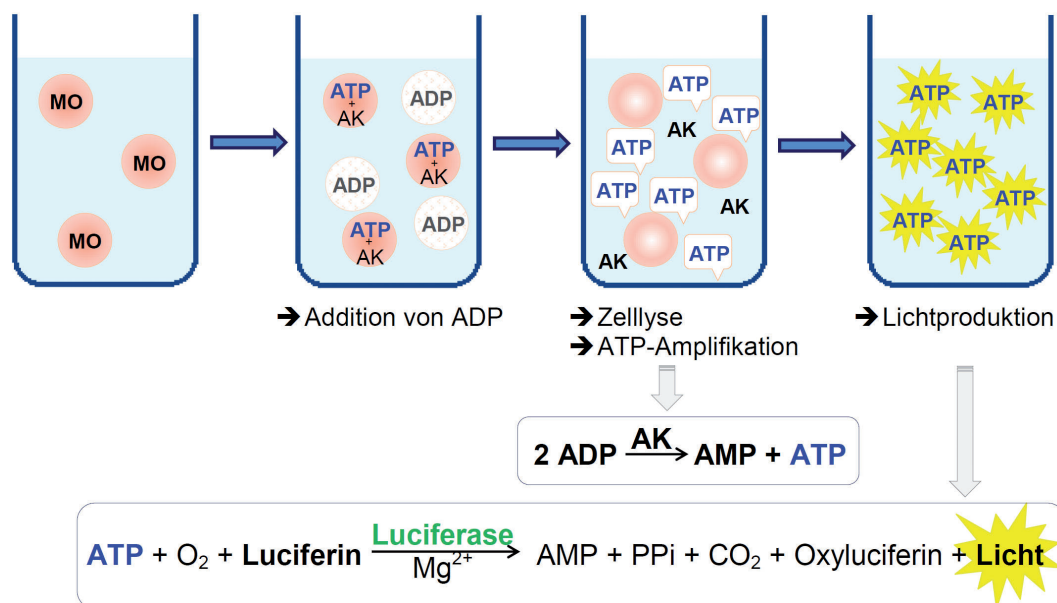 MO
MO
MO
ATP
+
AK
ADP
ATP
+
AK
ADP
ATP
+
AK
ADP
ATP
AK
ATP
ATP
ATP
ATP
AK
ATP
AK
ATP
ATP
ATP
ATP
ATP
ATP
ATP
➔ Addition von ADP
➔ Zelllyse
➔ ATP-Amplifikation
➔ Lichtproduktion
2 ADP AK AMP + ATP
ATP + O₂ + Luciferin Luciferase Mg²⁺ AMP + PPi + CO₂ + Oxyluciferin + Licht